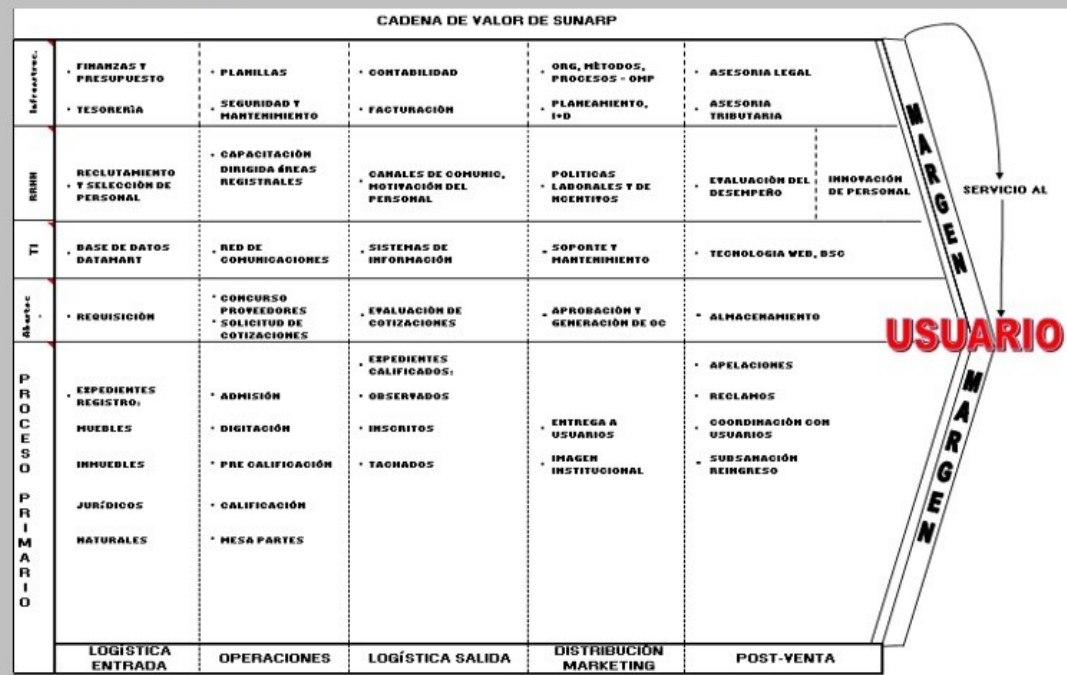 CADENA DE VALOR DE SUNARP
Infraestruc.
• FINANZAS Y
PRESUPUESTO
• TESORERÌA
• PLANILLAS
• SEGURIDAD Y
MANTENIMIENTO
• CONTABILIDAD
• FACTURACIÓN
• ORG, MÈTODOS,
PROCESOS - OMP
• PLANEAMIENTO,
I+D
• ASESORIA LEGAL
• ASESORIA
TRIBUTARIA
RRHH
RECLUTAMIENTO
• Y SELECCIÓN DE
PERSONAL
• CAPACITACIÓN
DIRIGIDA ÁREAS
REGISTRALES
CANALES DE COMUNIC,
• MOTIVACIÓN DEL
PERSONAL
POLITICAS
• LABORALES Y DE
NCENTIVOS
• EVALUACIÓN DEL
DESEMPEÑO
INNOVACIÓN
DE PERSONAL
TI
• BASE DE DATOS
DATAMART
• RED DE
COMUNICACIONES
• SISTEMAS DE
INFORMACIÓN
• SOPORTE Y
MANTENIMIENTO
• TECNOLOGIA WEB, BSC
Abastec
.
• REQUISICIÓN
• CONCURSO
PROVEEDORES
• SOLICITUD DE
COTIZACIONES
• EVALUACIÓN DE
COTIZACIONES
• APROBACIÓN Y
GENERACIÓN DE OC
• ALMACENAMIENTO
PROCESO PRIMARIO
• EXPEDIENTES
REGISTRO:
MUEBLES
INMUEBLES
JURÍDICOS
NATURALES
• ADMISIÓN
• DIGITACIÓN
• PRE CALIFICACIÓN
• CALIFICACIÓN
• MESA PARTES
• EXPEDIENTES
CALIFICADOS:
• OBSERVADOS
• INSCRITOS
• TACHADOS
• ENTREGA A
USUARIOS
• IMAGEN
INSTITUCIONAL
• APELACIONES
• RECLAMOS
• COORDINACIÓN CON
USUARIOS
• SUBSANACIÓN
REINGRESO
LOGÍSTICA
ENTRADA
OPERACIONES
LOGÍSTICA SALIDA
DISTRIBUCIÓN
MARKETING
POST-VENTA
MARGEN
SERVICIO AL
USUARIO
MARGEN